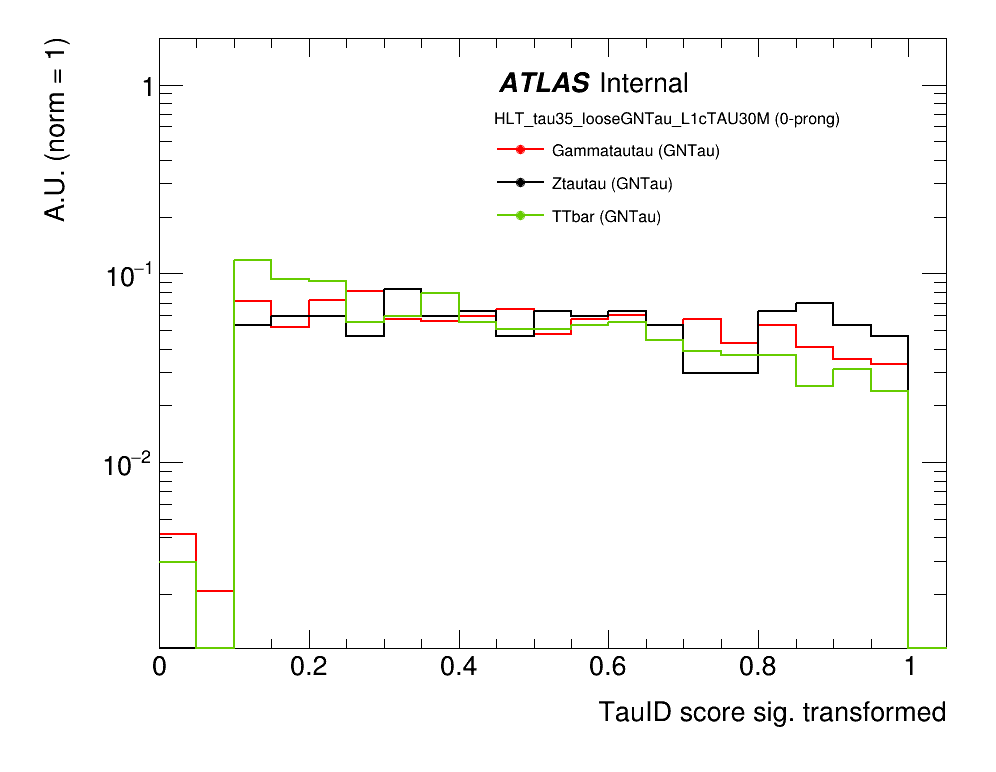 A.U. (norm = 1)
ATLAS Internal
HLT_tau35_looseGNTau_L1cTAU30M (0-prong)
Gammatautau (GNTau)
Ztautau (GNTau)
TTbar (GNTau)
1
10⁻¹
10⁻²
0 0.2 0.4 0.6 0.8 1
TauID score sig. transformed